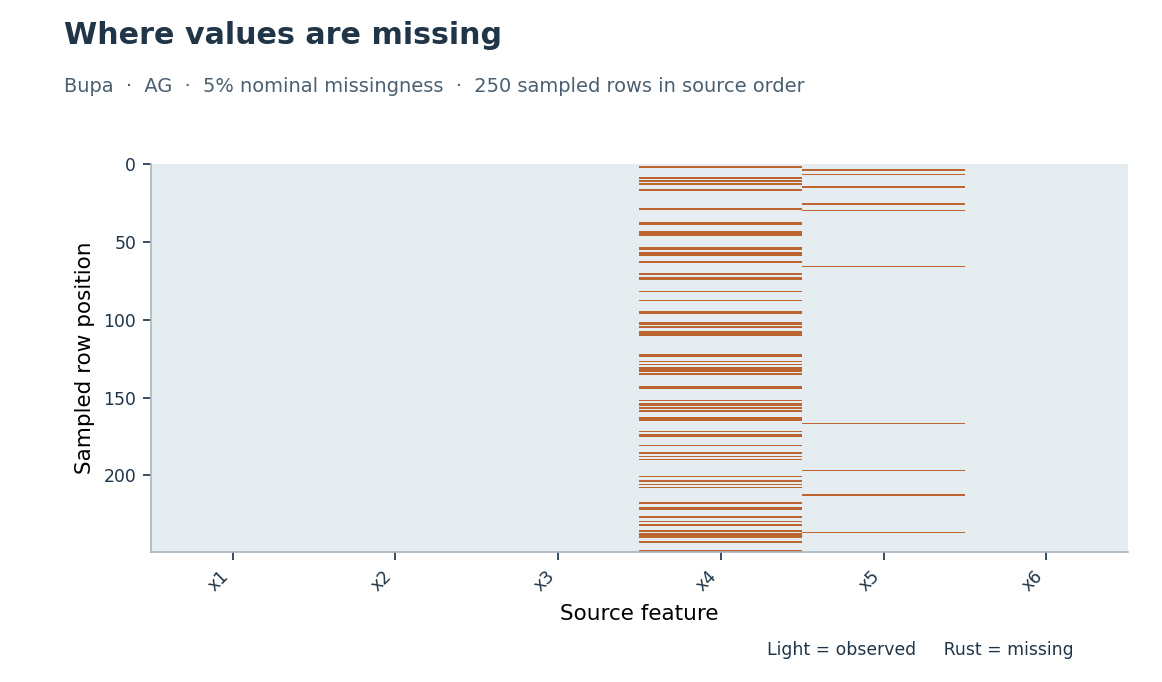 Where values are missing
Bupa · AG · 5% nominal missingness · 250 sampled rows in source order
0
50
100
150
200
Sampled row position
x1
x2
x3
x4
x5
x6
Source feature
Light = observed Rust = missing